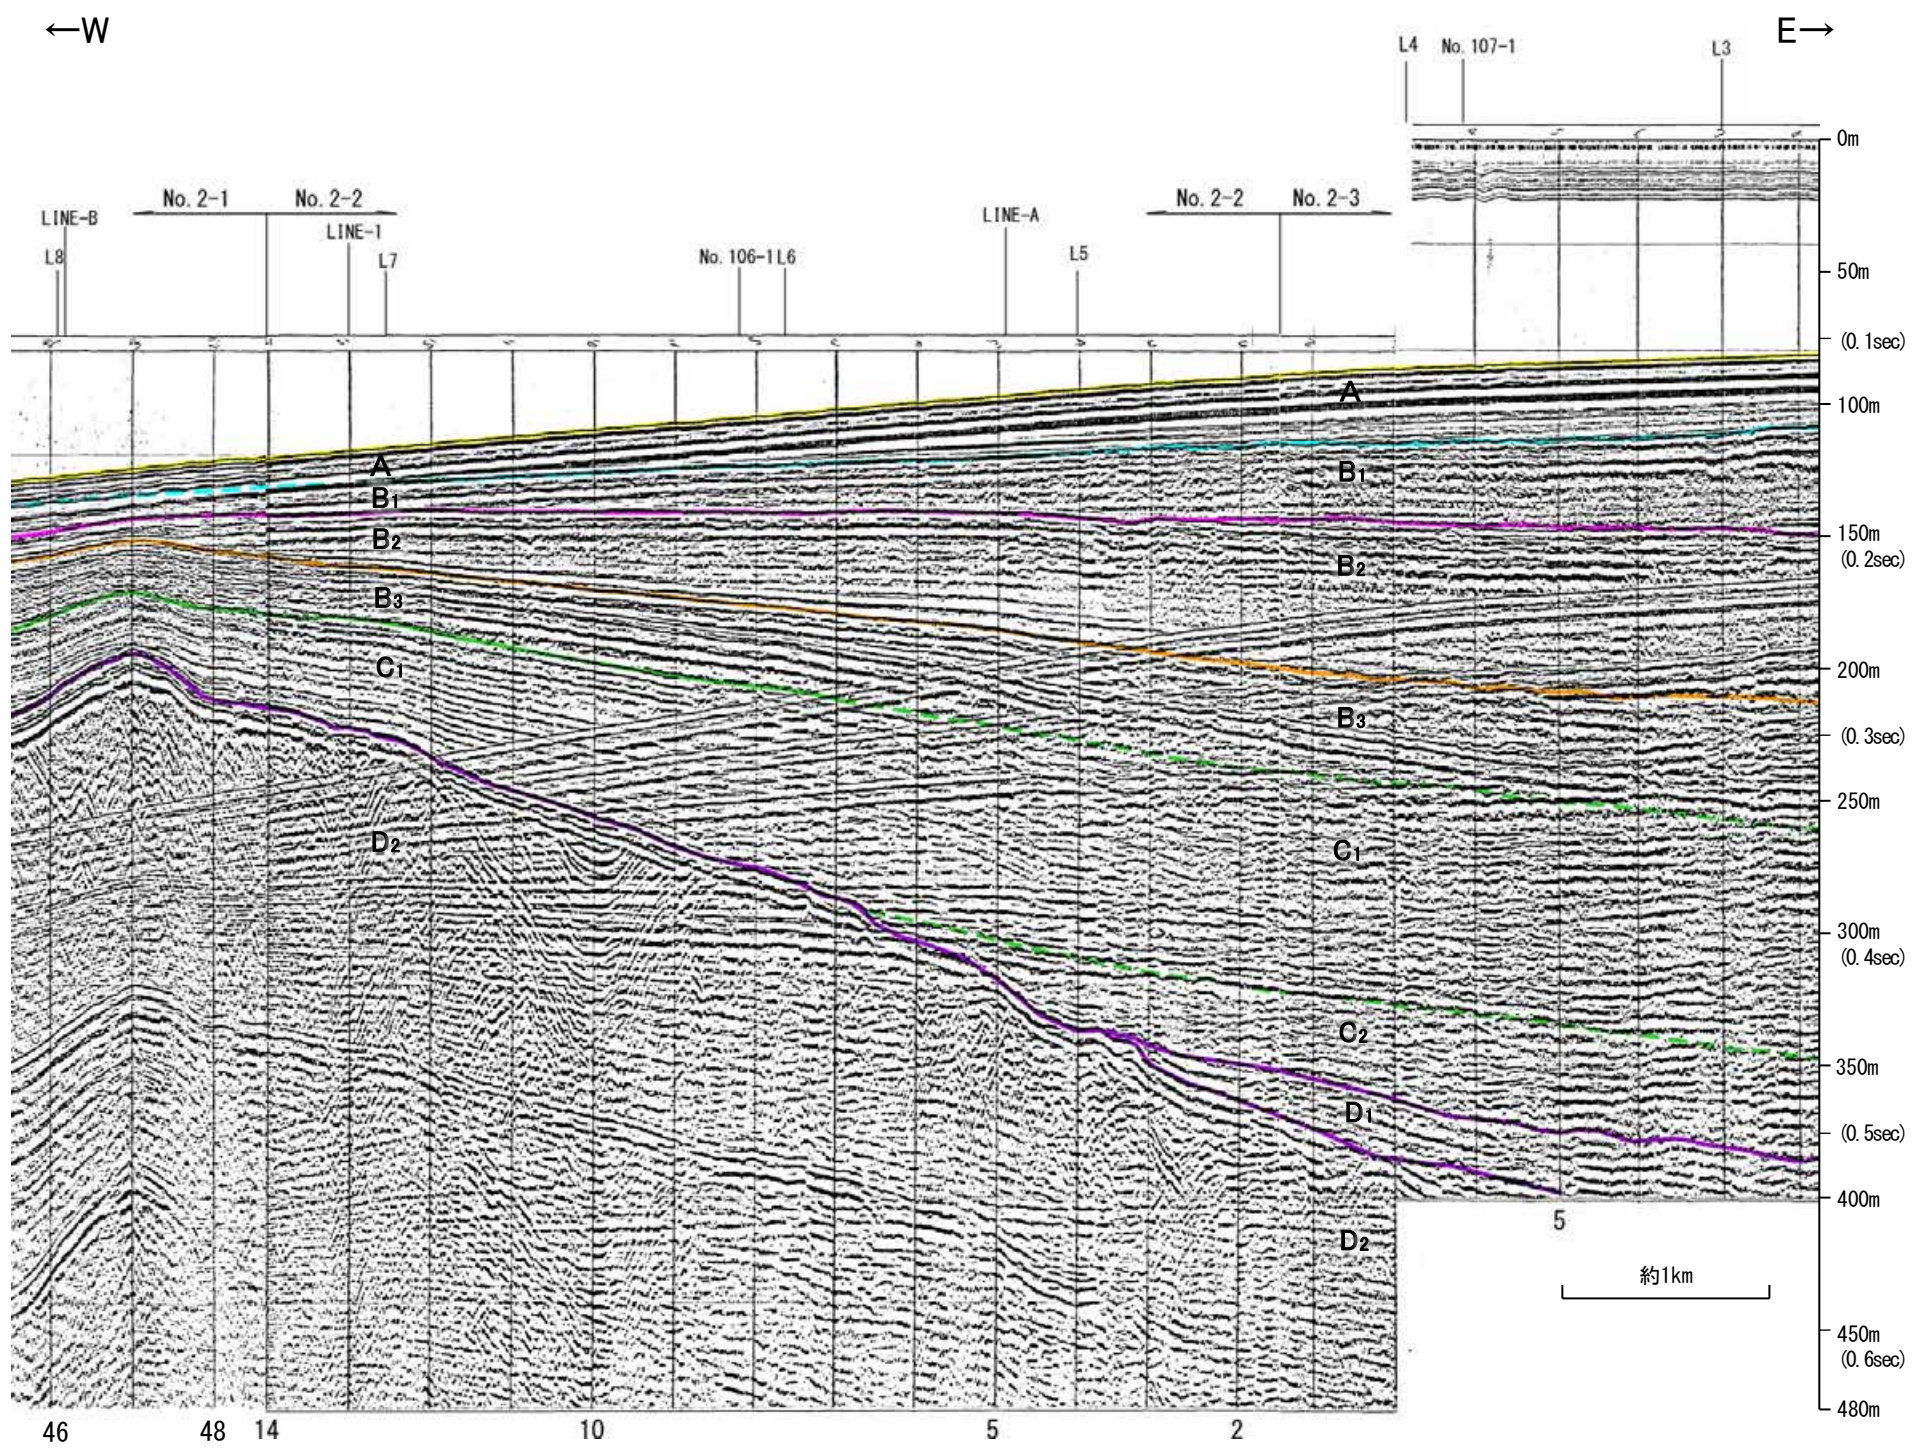 ←W
E→
L4
No. 107-1
L3
0m
No. 2-1
No. 2-2
LINE-B
LINE-1
L8
L7
No. 106-1
L6
LINE-A
L5
No. 2-2
No. 2-3
50m
(0.1sec)
A
100m
A
B1
B1
B2
150m
(0.2sec)
B2
B3
C1
200m
B3
(0.3sec)
250m
D2
C1
300m
(0.4sec)
C2
350m
D1
(0.5sec)
400m
5
D2
約1km
450m
(0.6sec)
480m
46
48
14
10
5
2